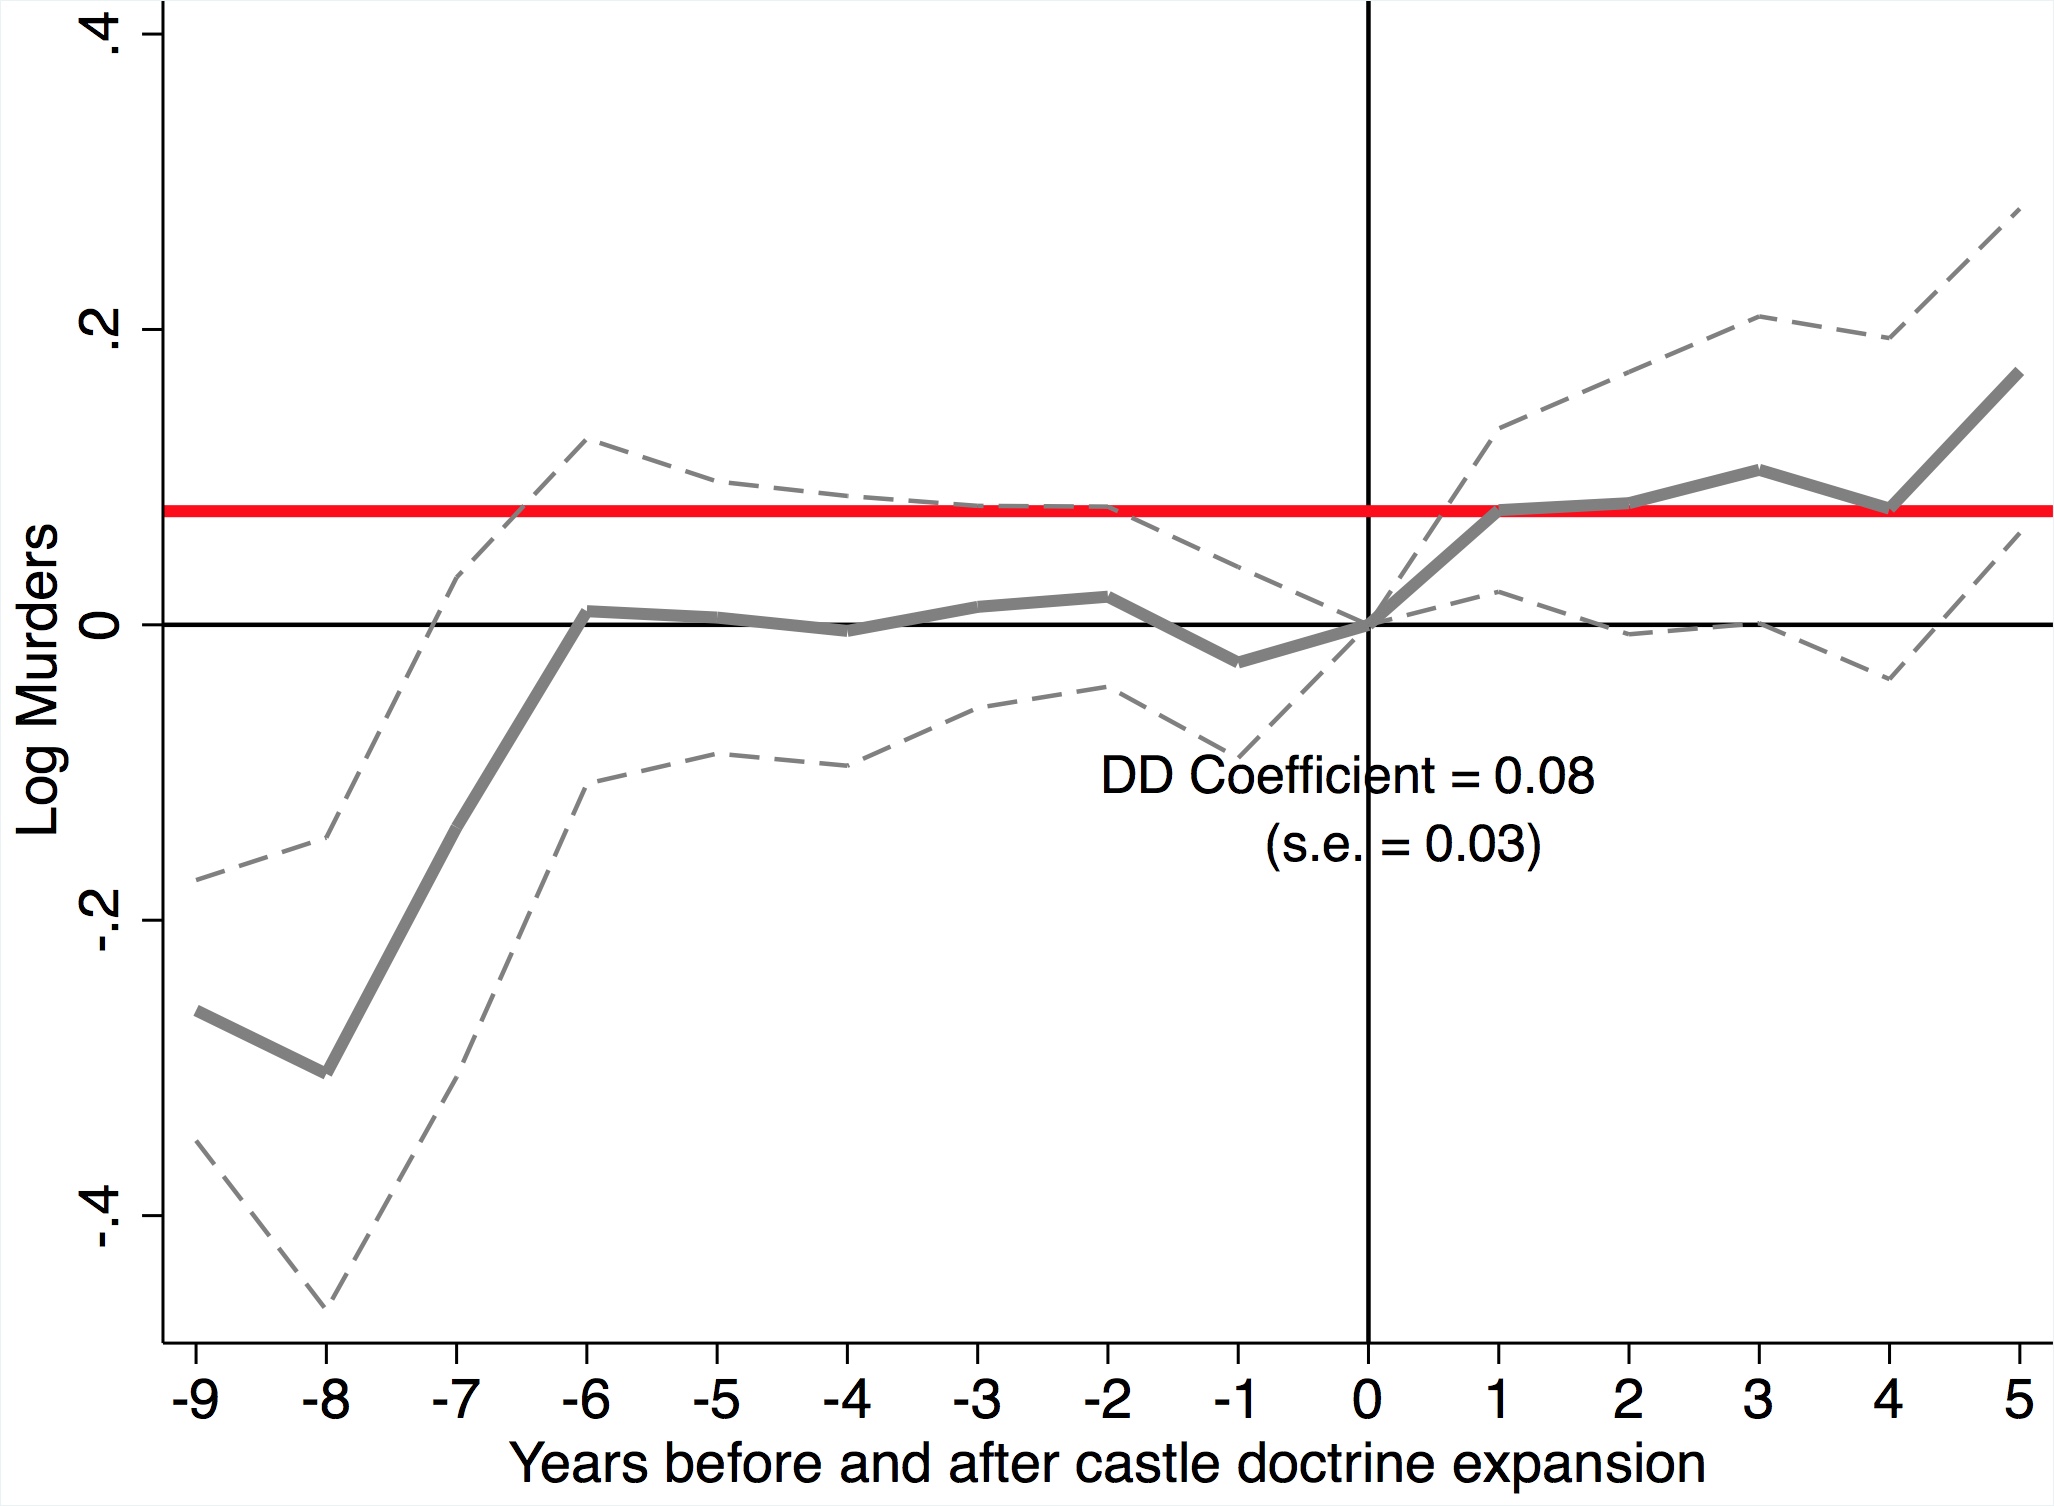 .4
.2
0
-.2
-.4
Log Murders
DD Coefficient = 0.08
(s.e. = 0.03)
-9 -8 -7 -6 -5 -4 -3 -2 -1 0 1 2 3 4 5
Years before and after castle doctrine expansion